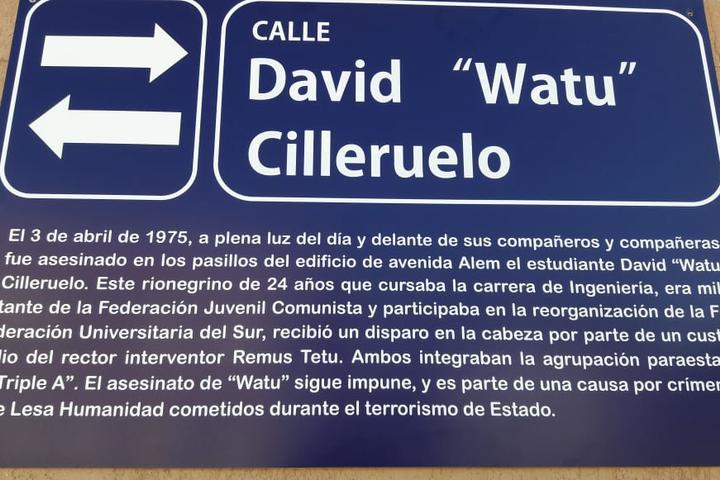 CALLE
David "Watu"
Cilleruelo
El 3 de abril de 1975, a plena luz del día y delante de sus compañeros y compañeras
fue asesinado en los pasillos del edificio de avenida Alem el estudiante David "Watu
Cilleruelo. Este rionegrino de 24 años que cursaba la carrera de Ingeniería, era mil
tante de la Federación Juvenil Comunista y participaba en la reorganización de la F
deración Universitaria del Sur, recibió un disparo en la cabeza por parte de un cust
dio del rector interventor Remus Tetu. Ambos integraban la agrupación paraesta
Triple A". El asesinato de "Watu" sigue impune, y es parte de una causa por críme
e Lesa Humanidad cometidos durante el terrorismo de Estado.